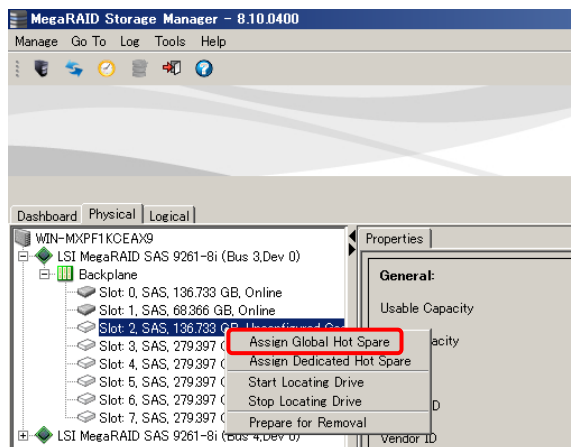 MegaRAID Storage Manager - 8.10.0400
Manage Go To Log Tools Help
Dashboard Physical Logical
WIN-MXPF1KCEAX9
LSI MegaRAID SAS 9261-8i (Bus 3,Dev 0)
Backplane
Slot: 0, SAS, 136.733 GB, Online
Slot: 1, SAS, 68.366 GB, Online
Slot: 2, SAS, 136.733 GB, Unconfigured
Slot: 3, SAS, 279.397
Slot: 4, SAS, 279.397
Slot: 5, SAS, 279.397
Slot: 6, SAS, 279.397
Slot: 7, SAS, 279.397
LSI MegaRAID SAS 9261-8i (Bus 4,Dev 0)
Assign Global Hot Spare
Assign Dedicated Hot Spare
Start Locating Drive
Stop Locating Drive
Prepare for Removal
Properties
General:
Usable Capacity
acity
D
Vendor ID